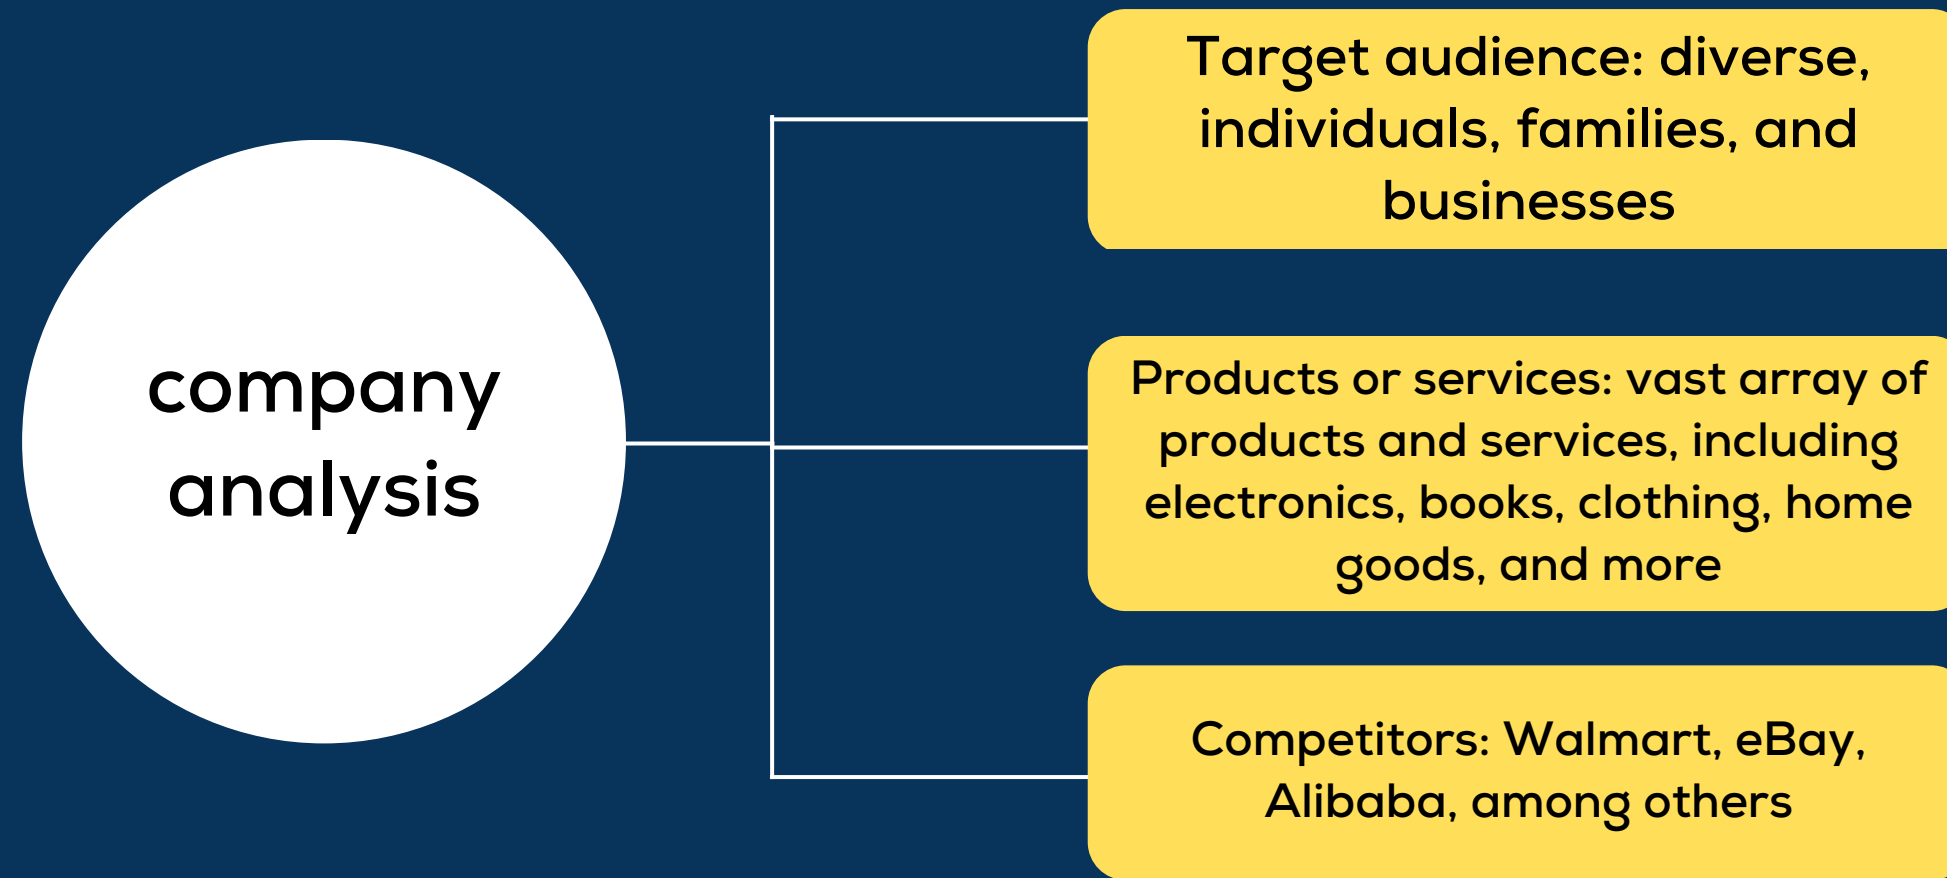 company
analysis
Target audience: diverse,
individuals, families, and
businesses
Products or services: vast array of
products and services, including
electronics, books, clothing, home
goods, and more
Competitors: Walmart, eBay,
Alibaba, among others